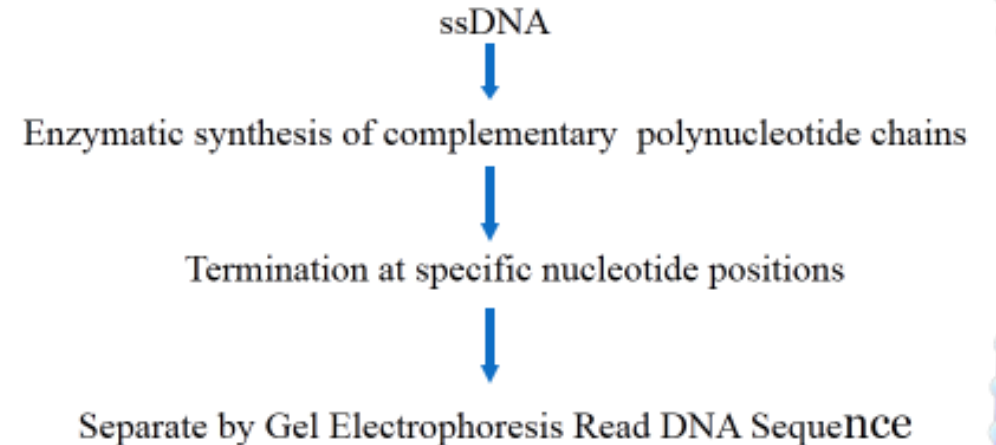 ssDNA
Enzymatic synthesis of complementary polynucleotide chains
Termination at specific nucleotide positions
Separate by Gel Electrophoresis Read DNA Sequence